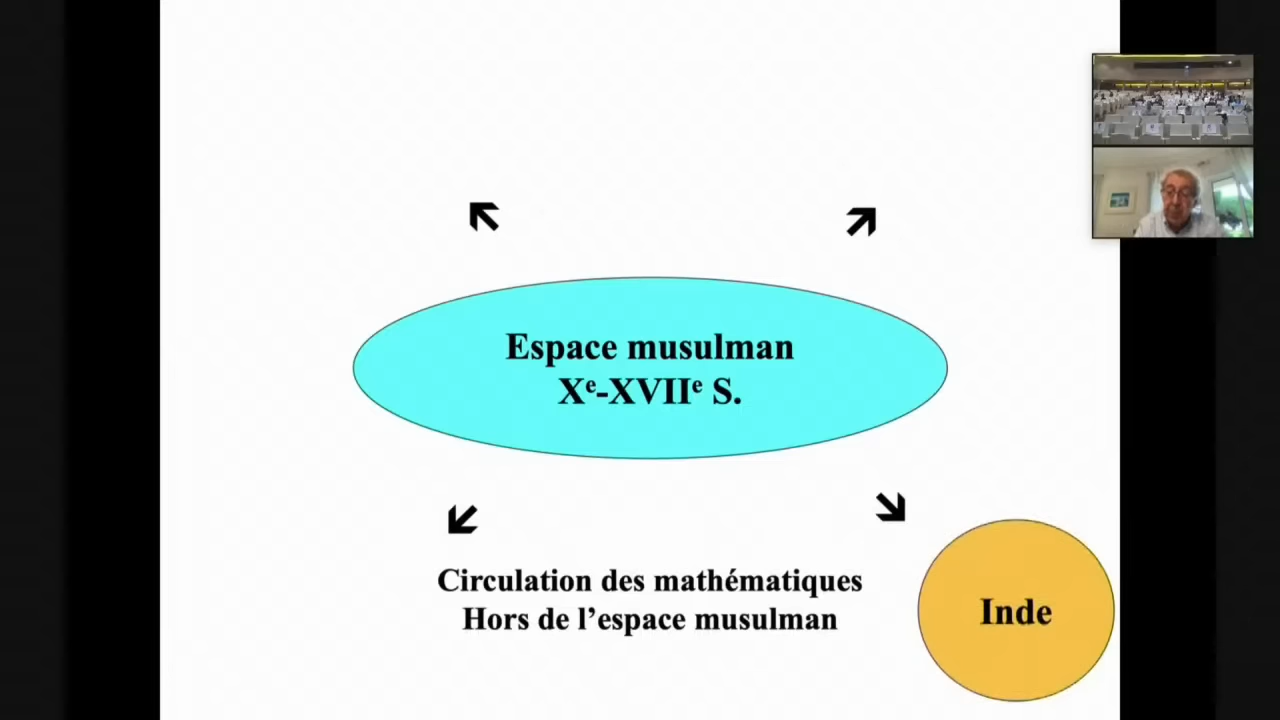 Espace musulman
Xᵉ-XVIIᵉ S.
Circulation des mathématiques
Hors de l’espace musulman
Inde